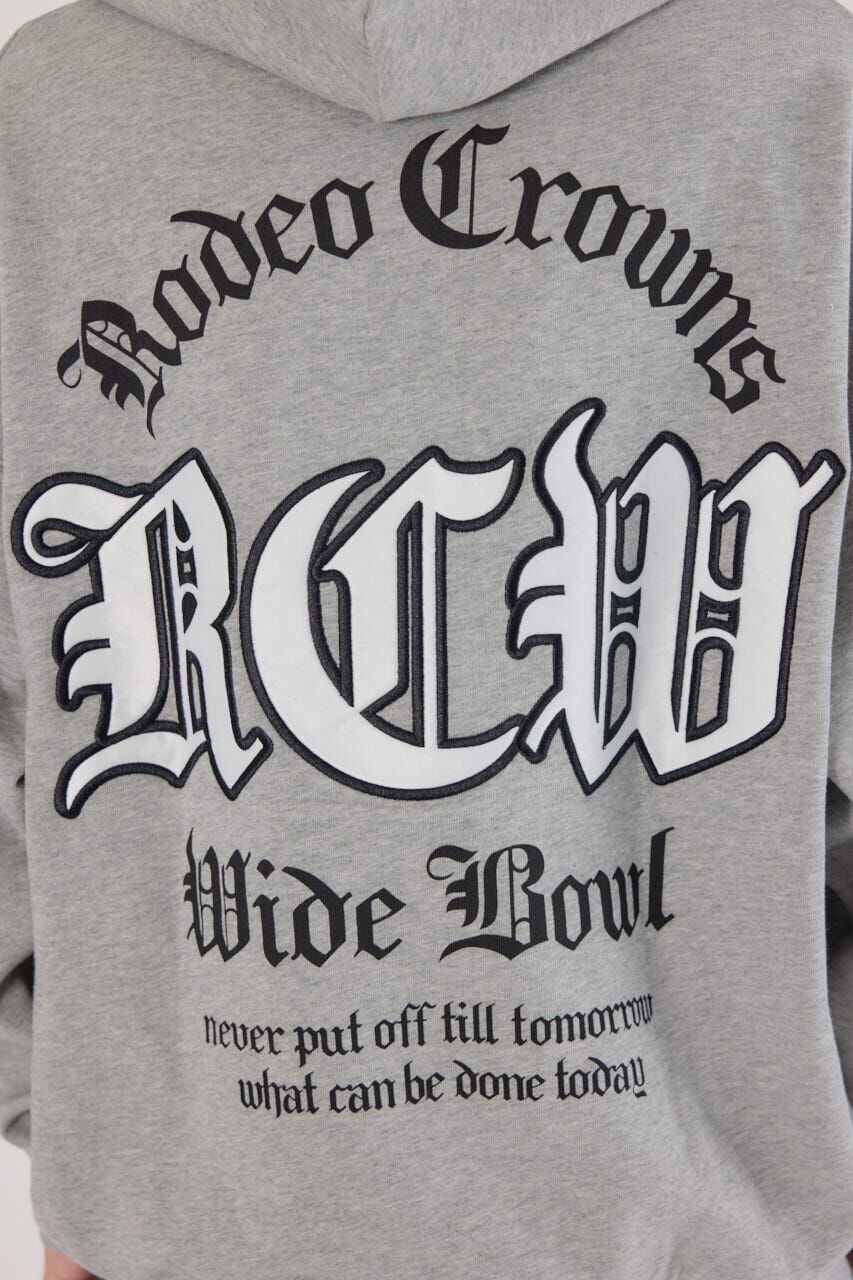 Rodeo Crowns
RCW
Wide Bowl
never put off till tomorrow
what can be done today